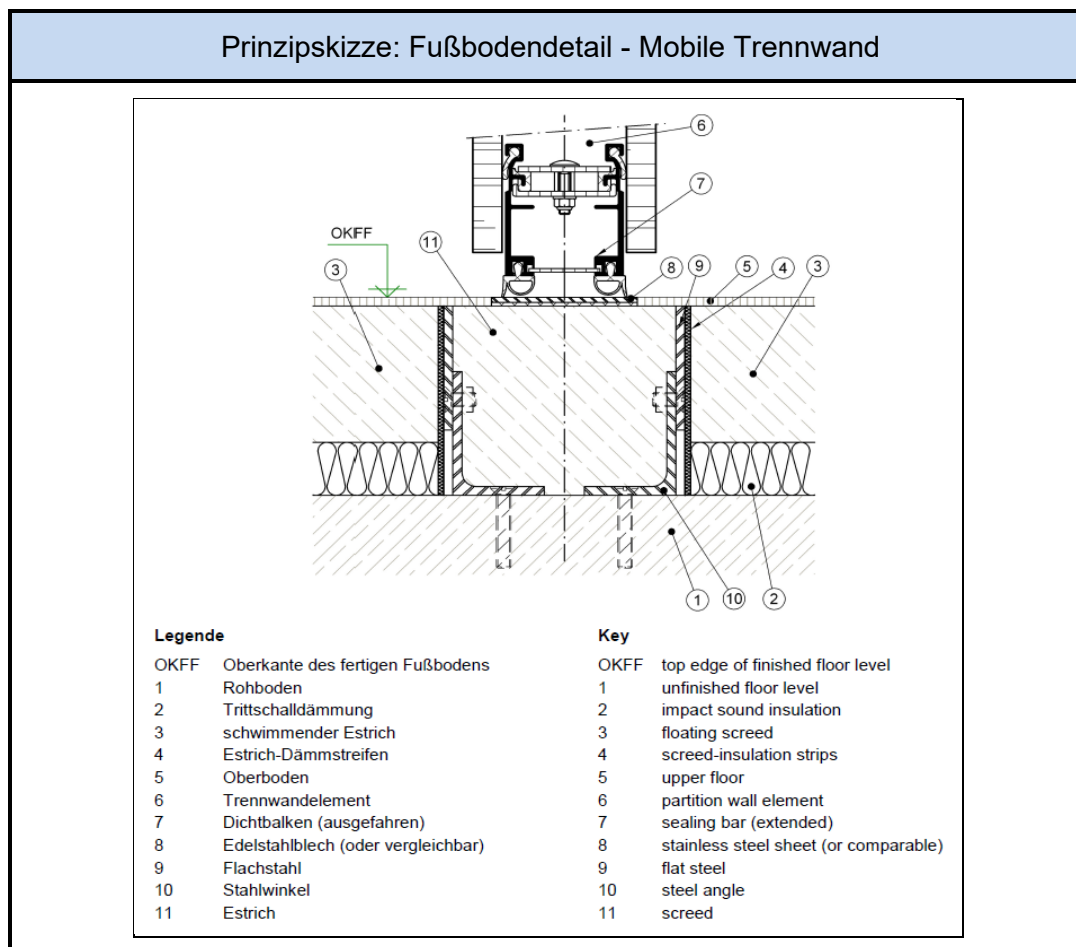 Prinzipskizze: Fußbodendetail - Mobile Trennwand
6
7
OKFF
11
3
8
9
5
4
3
1
10
2
Legende
OKFF Oberkante des fertigen Fußbodens
1 Rohboden
2 Trittschalldämmung
3 schwimmender Estrich
4 Estrich-Dämmstreifen
5 Oberboden
6 Trennwandelement
7 Dichtbalken (ausgefahren)
8 Edelstahlblech (oder vergleichbar)
9 Flachstahl
10 Stahlwinkel
11 Estrich
Key
OKFF top edge of finished floor level
1 unfinished floor level
2 impact sound insulation
3 floating screed
4 screed-insulation strips
5 upper floor
6 partition wall element
7 sealing bar (extended)
8 stainless steel sheet (or comparable)
9 flat steel
10 steel angle
11 screed